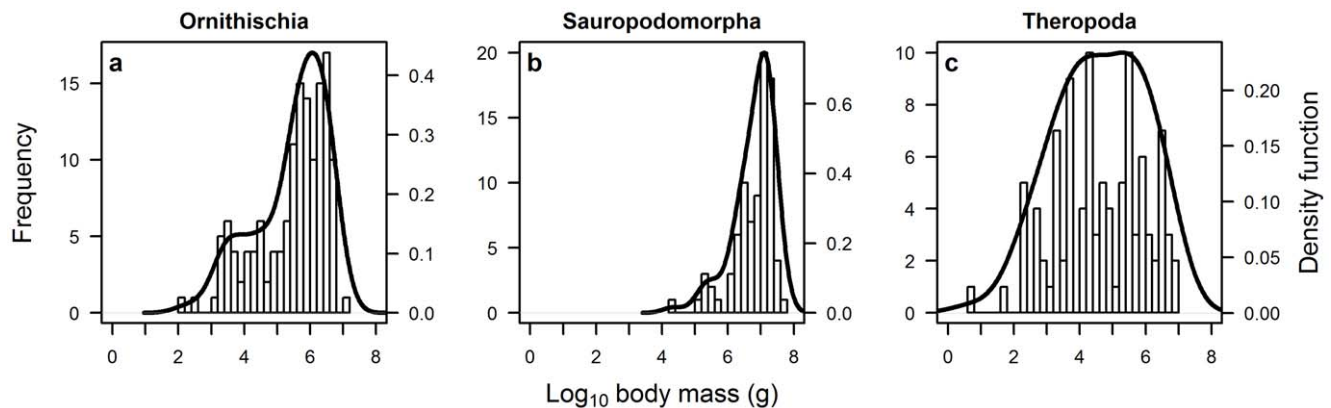 Ornithischia
Sauropodomorpha
Theropoda
a
b
c
Frequency
0
5
10
15
0.0
0.1
0.2
0.3
0.4
0 2 4 6 8
0
5
10
15
20
0.0
0.2
0.4
0.6
0 2 4 6 8
0
2
4
6
8
10
0.00
0.05
0.10
0.15
0.20
0 2 4 6 8
Density function
Log₁₀ body mass (g)